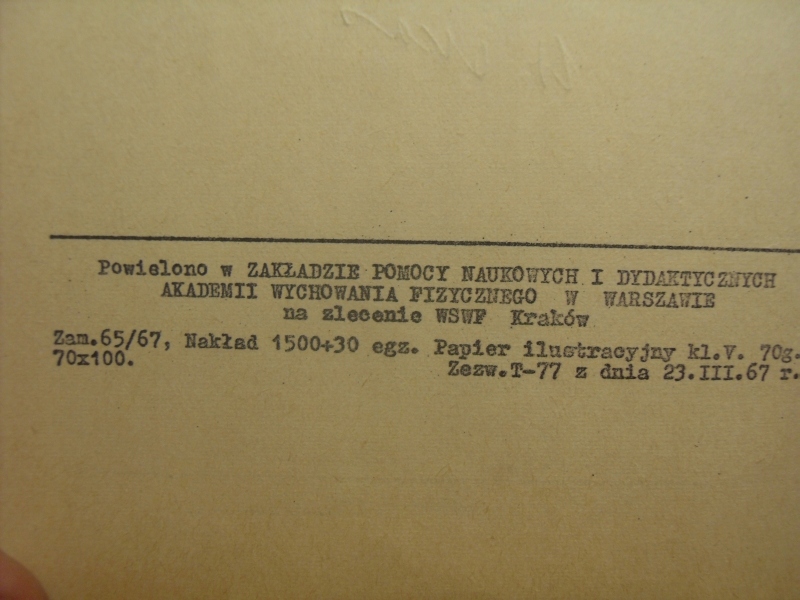 Powielono w ZAKŁADZIE POMOCY NAUKOWYCH I DYDAKTYCZNYCH
AKADEMII WYCHOWANIA FIZYCZNEGO W WARSZAWIE
na zlecenie WSWF Kraków
Zam.65/67, Nakład 1500+30 egz. Papier ilustracyjny kl.V. 70g.
70x100.
Zezw.T-77 z dnia 23.III.67 r.